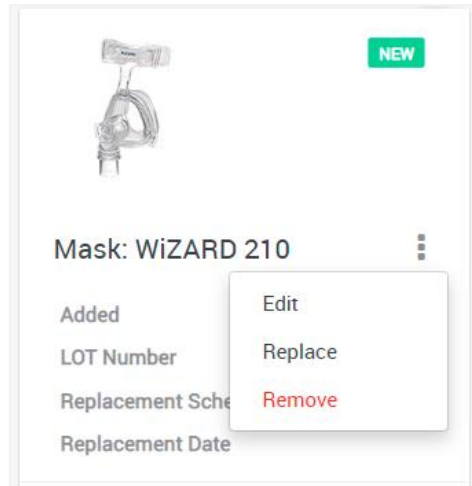 NEW
Mask: WiZARD 210
Added
Edit
LOT Number
Replace
Replacement Sche
Remove
Replacement Date